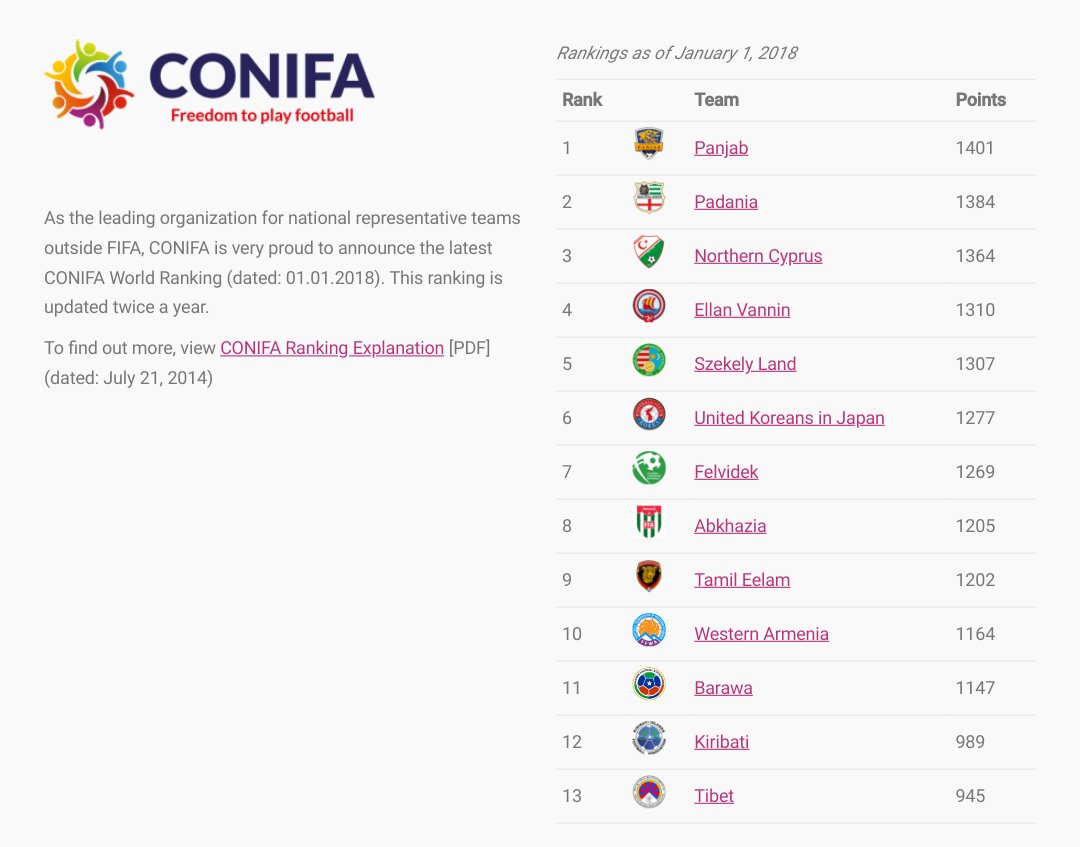 CONIFA
Freedom to play football
As the leading organization for national representative teams
outside FIFA, CONIFA is very proud to announce the latest
CONIFA World Ranking (dated: 01.01.2018). This ranking is
updated twice a year.
To find out more, view CONIFA Ranking Explanation [PDF]
(dated: July 21, 2014)
Rankings as of January 1, 2018
Rank Team Points
1 PANJAB Panjab 1401
2 Padania 1384
3 Northern Cyprus 1364
4 Ellan Vannin 1310
5 Szekely Land 1307
6 United Koreans in Japan 1277
7 Felvidek 1269
8 FFA Abkhazia 1205
9 Tamil Eelam 1202
10 Western Armenia 1164
11 Barawa 1147
12 Kiribati 989
13 Tibet 945